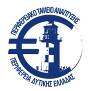 ΠΕΡΙΦΕΡΕΙΑΚΟ ΤΑΜΕΙΟ ΑΝΑΠΤΥΞΗΣ
ΠΕΡΙΦΕΡΕΙΑ ΔΥΤΙΚΗΣ ΕΛΛΑΔΑΣ